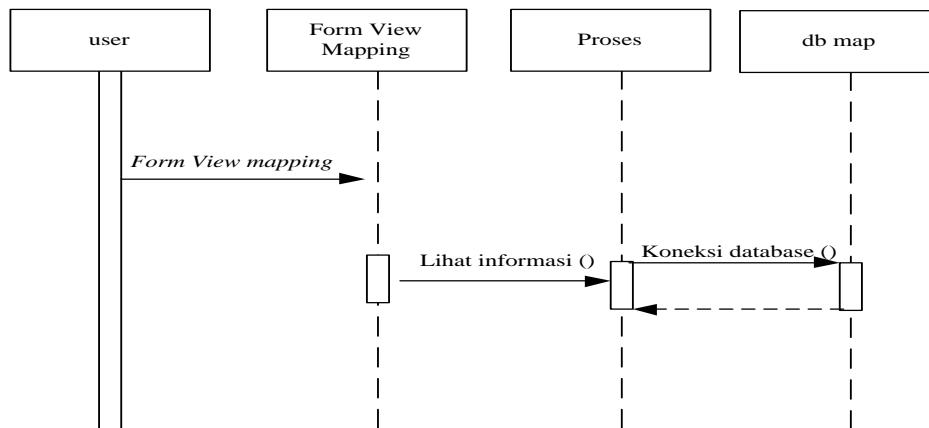 user
Form View
Mapping
Proses
db map
Form View mapping
Lihat informasi ()
Koneksi database ()